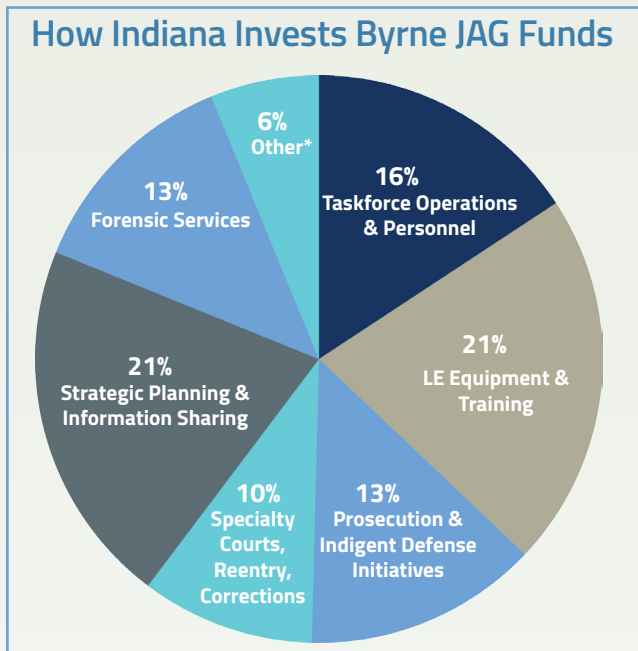 How Indiana Invests Byrne JAG Funds
6%
Other*
16%
Taskforce Operations
& Personnel
13%
Forensic Services
21%
LE Equipment &
Training
21%
Strategic Planning &
Information Sharing
10%
Specialty
Courts,
Reentry,
Corrections
13%
Prosecution &
Indigent Defense
Initiatives